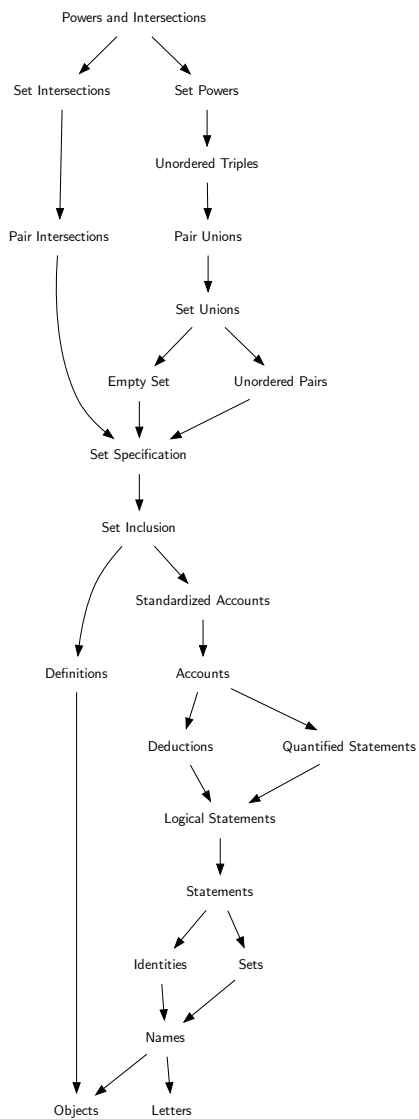 Powers and Intersections
Set Intersections
Set Powers
Unordered Triples
Pair Intersections
Pair Unions
Set Unions
Empty Set
Unordered Pairs
Set Specification
Set Inclusion
Standardized Accounts
Definitions
Accounts
Deductions
Quantified Statements
Logical Statements
Statements
Identities
Sets
Names
Objects
Letters